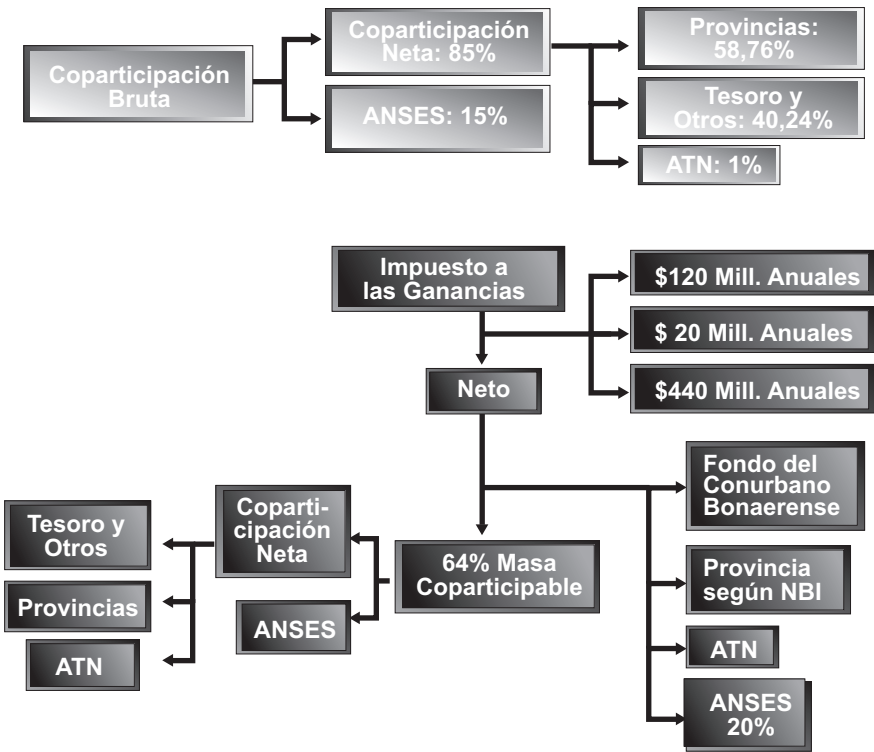 Coparticipación
Bruta
Coparticipación
Neta: 85%
ANSES: 15%
Provincias:
58,76%
Tesoro y
Otros: 40,24%
ATN: 1%
Impuesto a
las Ganancias
$120 Mill. Anuales
$ 20 Mill. Anuales
$440 Mill. Anuales
Neto
Fondo del
Conurbano
Bonaerense
Provincia
según NBI
ATN
ANSES
20%
64% Masa
Coparticipable
Coparti-
cipación
Neta
ANSES
Tesoro y
Otros
Provincias
ATN